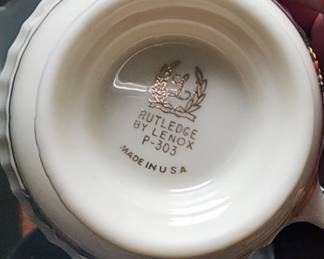 L
RUTLEDGE
BY LENOX
P-303
MADE IN USA